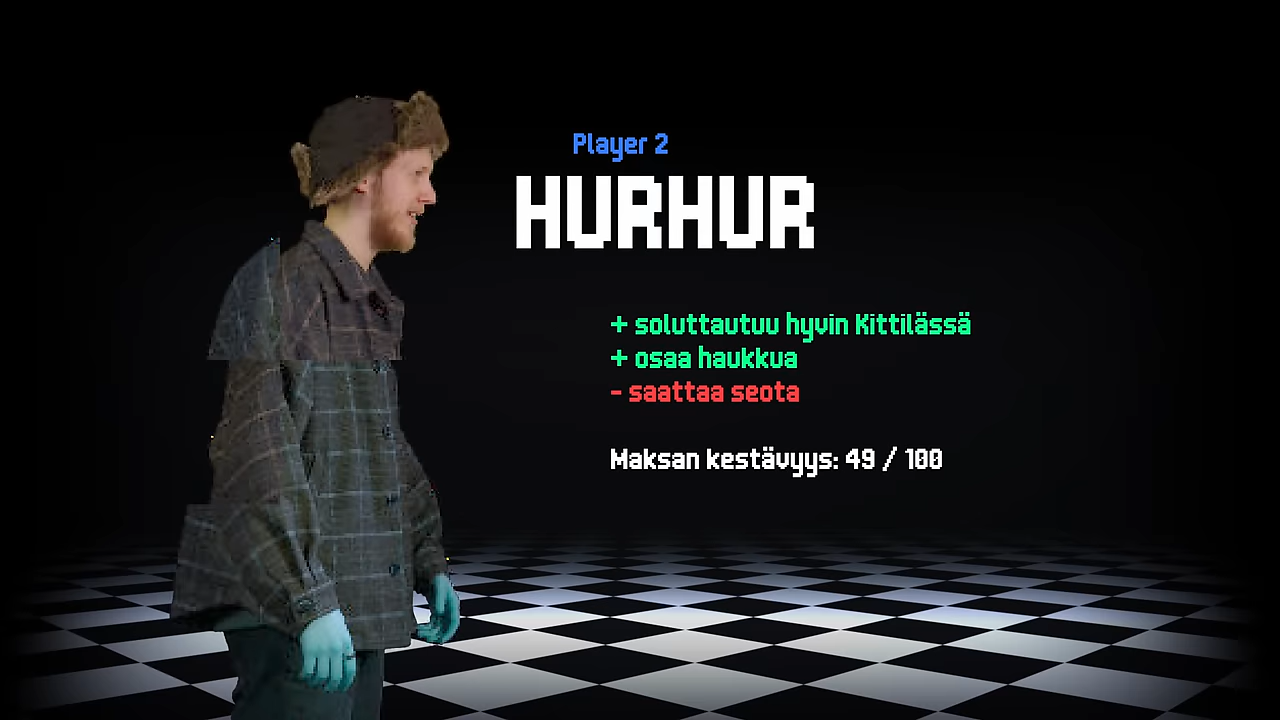 Player 2
HURHUR
+ soluttautuu hyvin Kittilässä
+ osaa haukkua
- saattaa seota
Maksan kestävyys: 49 / 100